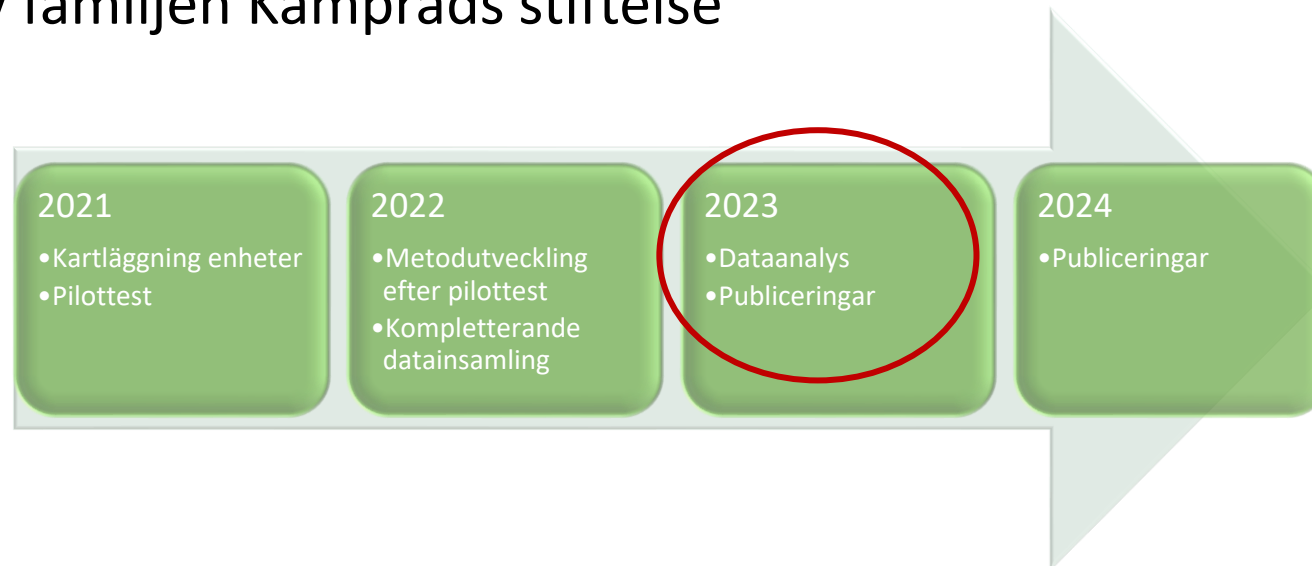 familjen Kamprads stiftelse
2021
•Kartläggning enheter
•Pilottest
2022
•Metodutveckling
efter pilottest
•Kompletterande
datainsamling
2023
•Dataanalys
•Publiceringar
2024
•Publiceringar